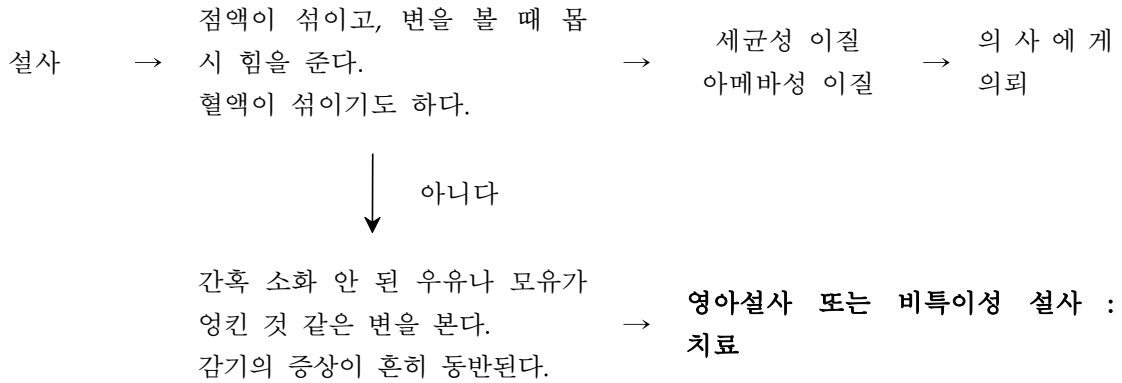 설사 → 점액이 섞이고, 변을 볼 때 몹
시 힘을 준다.
혈액이 섞이기도 하다. → 세균성 이질
아메바성 이질 → 의 사 에 게
의뢰
아니다
간혹 소화 안 된 우유나 모유가
엉킨 것 같은 변을 본다.
감기의 증상이 흔히 동반된다. → 영아설사 또는 비특이성 설사 :
치료